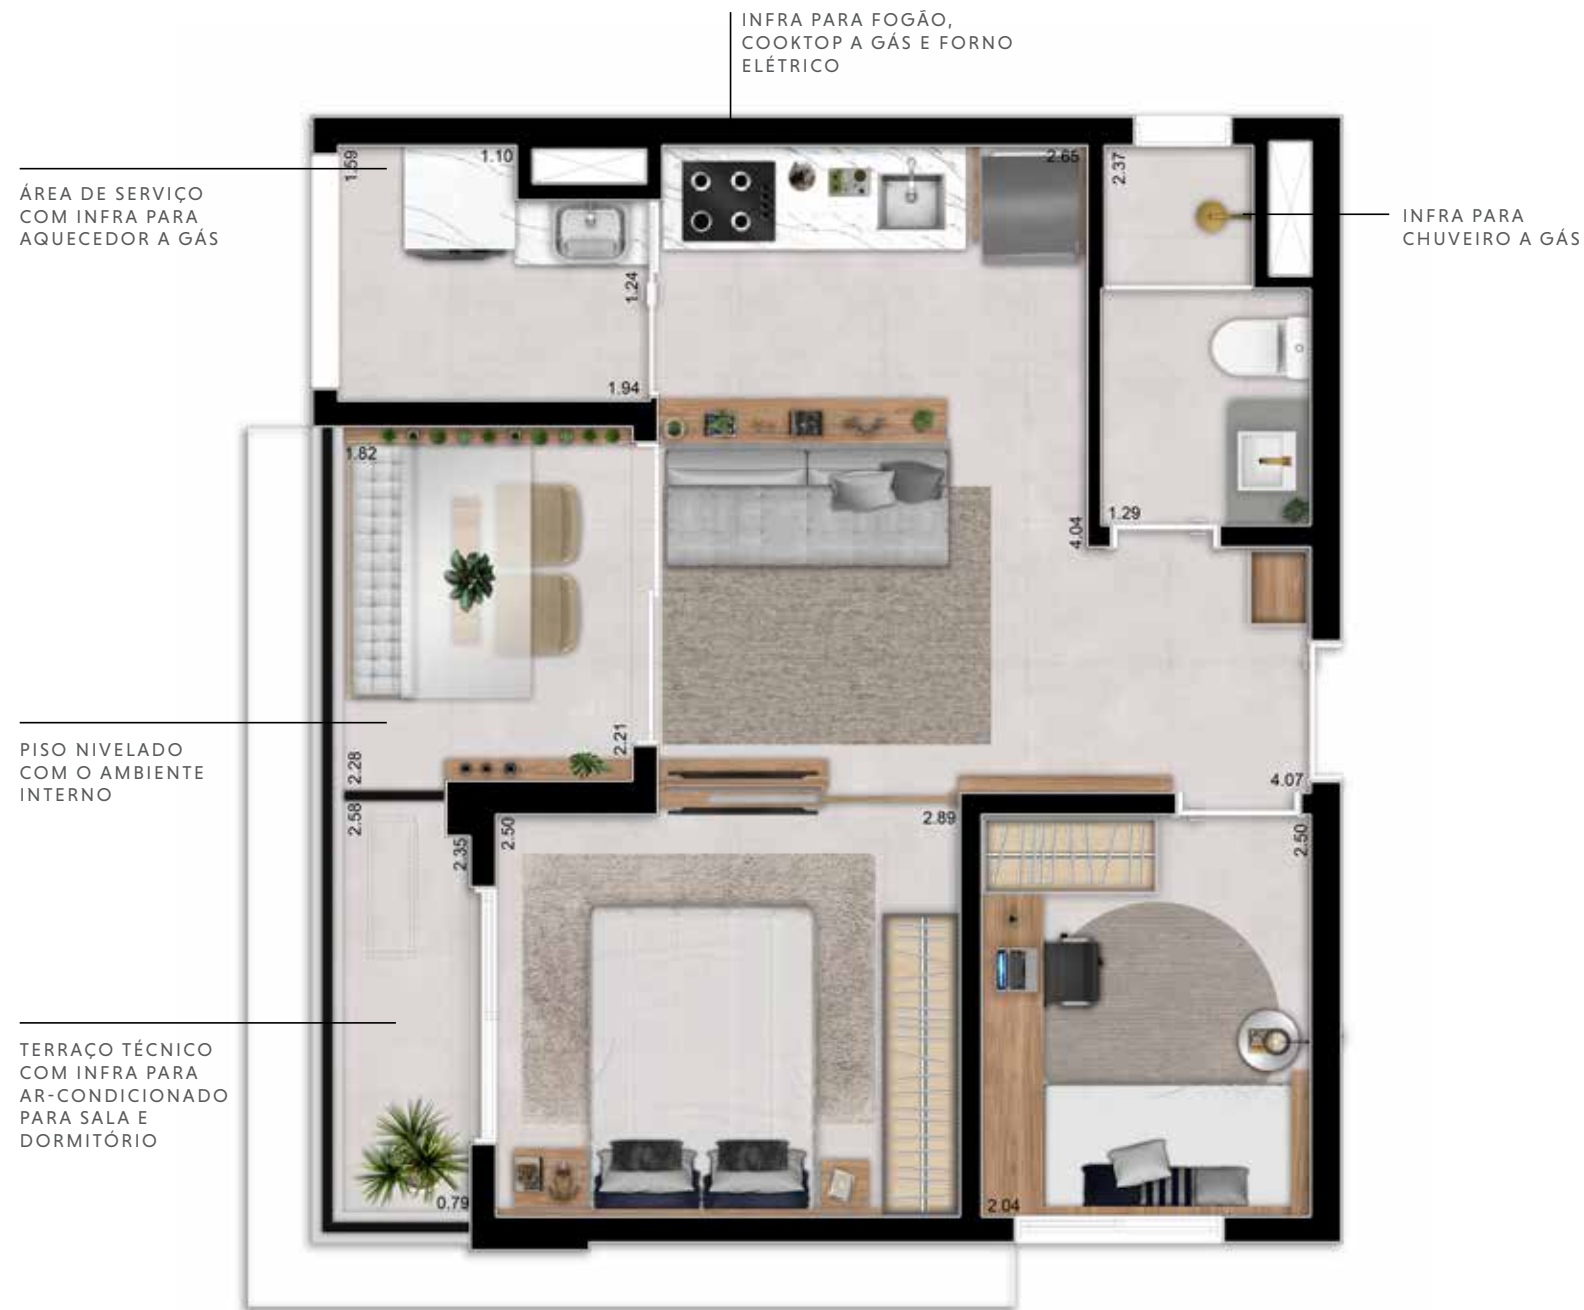 INFRA PARA FOGÃO,
COOKTOP A GÁS E FORNO
ELÉTRICO
ÁREA DE SERVIÇO
COM INFRA PARA
AQUECEDOR A GÁS
INFRA PARA
CHUVEIRO A GÁS
PISO NIVELADO
COM O AMBIENTE
INTERNO
TERRAÇO TÉCNICO
COM INFRA PARA
AR-CONDICIONADO
PARA SALA E
DORMITÓRIO
1.59
1.10
2.65
2.37
1.24
1.94
1.82
1.29
4.04
2.21
2.28
4.07
2.58
2.35
2.50
2.89
2.50
0.79
2.04